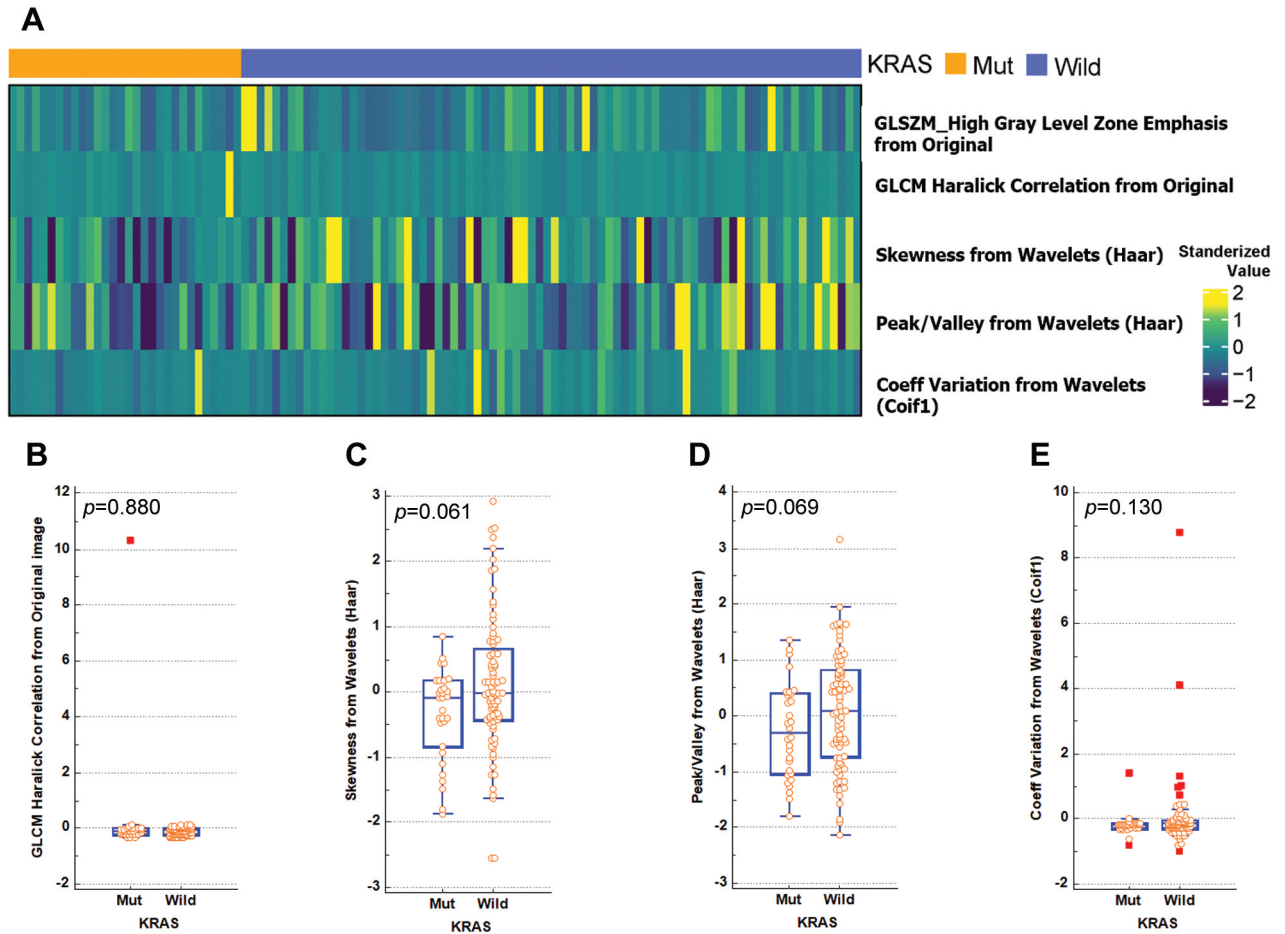 A
KRAS Mut Wild
GLSZM_High Gray Level Zone Emphasis
from Original
GLCM Haralick Correlation from Original
Skewness from Wavelets (Haar)
Peak/Valley from Wavelets (Haar)
Coeff Variation from Wavelets
(Coif1)
Standerized
Value
2
1
0
−1
−2
B
p=0.880
GLCM Haralick Correlation from Original image
12
10
8
6
4
2
0
-2
Mut Wild
KRAS
C
p=0.061
Skewness from Wavelets (Haar)
3
2
1
0
-1
-2
-3
Mut Wild
KRAS
D
p=0.069
Peak/Valley from Wavelets (Haar)
4
3
2
1
0
-1
-2
-3
Mut Wild
KRAS
E
p=0.130
Coeff Variation from Wavelets (Coif1)
10
8
6
4
2
0
-2
Mut Wild
KRAS